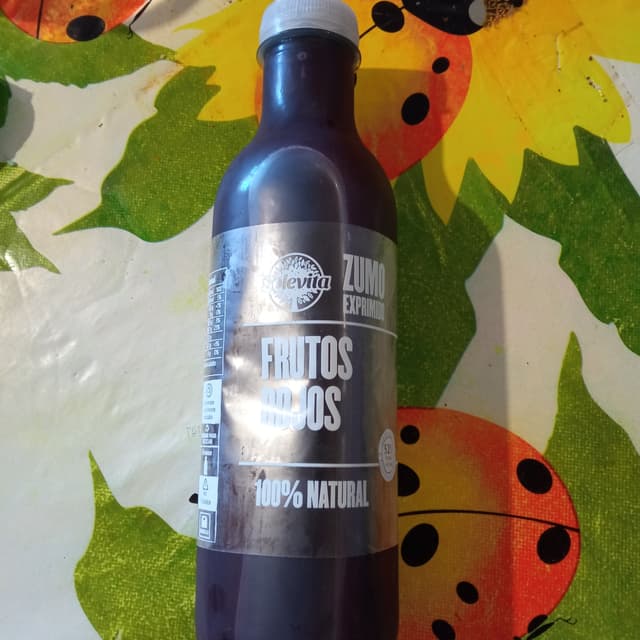 solevita
ZUMO
EXPRIMIDO
FRUTOS
ROJOS
100% NATURAL